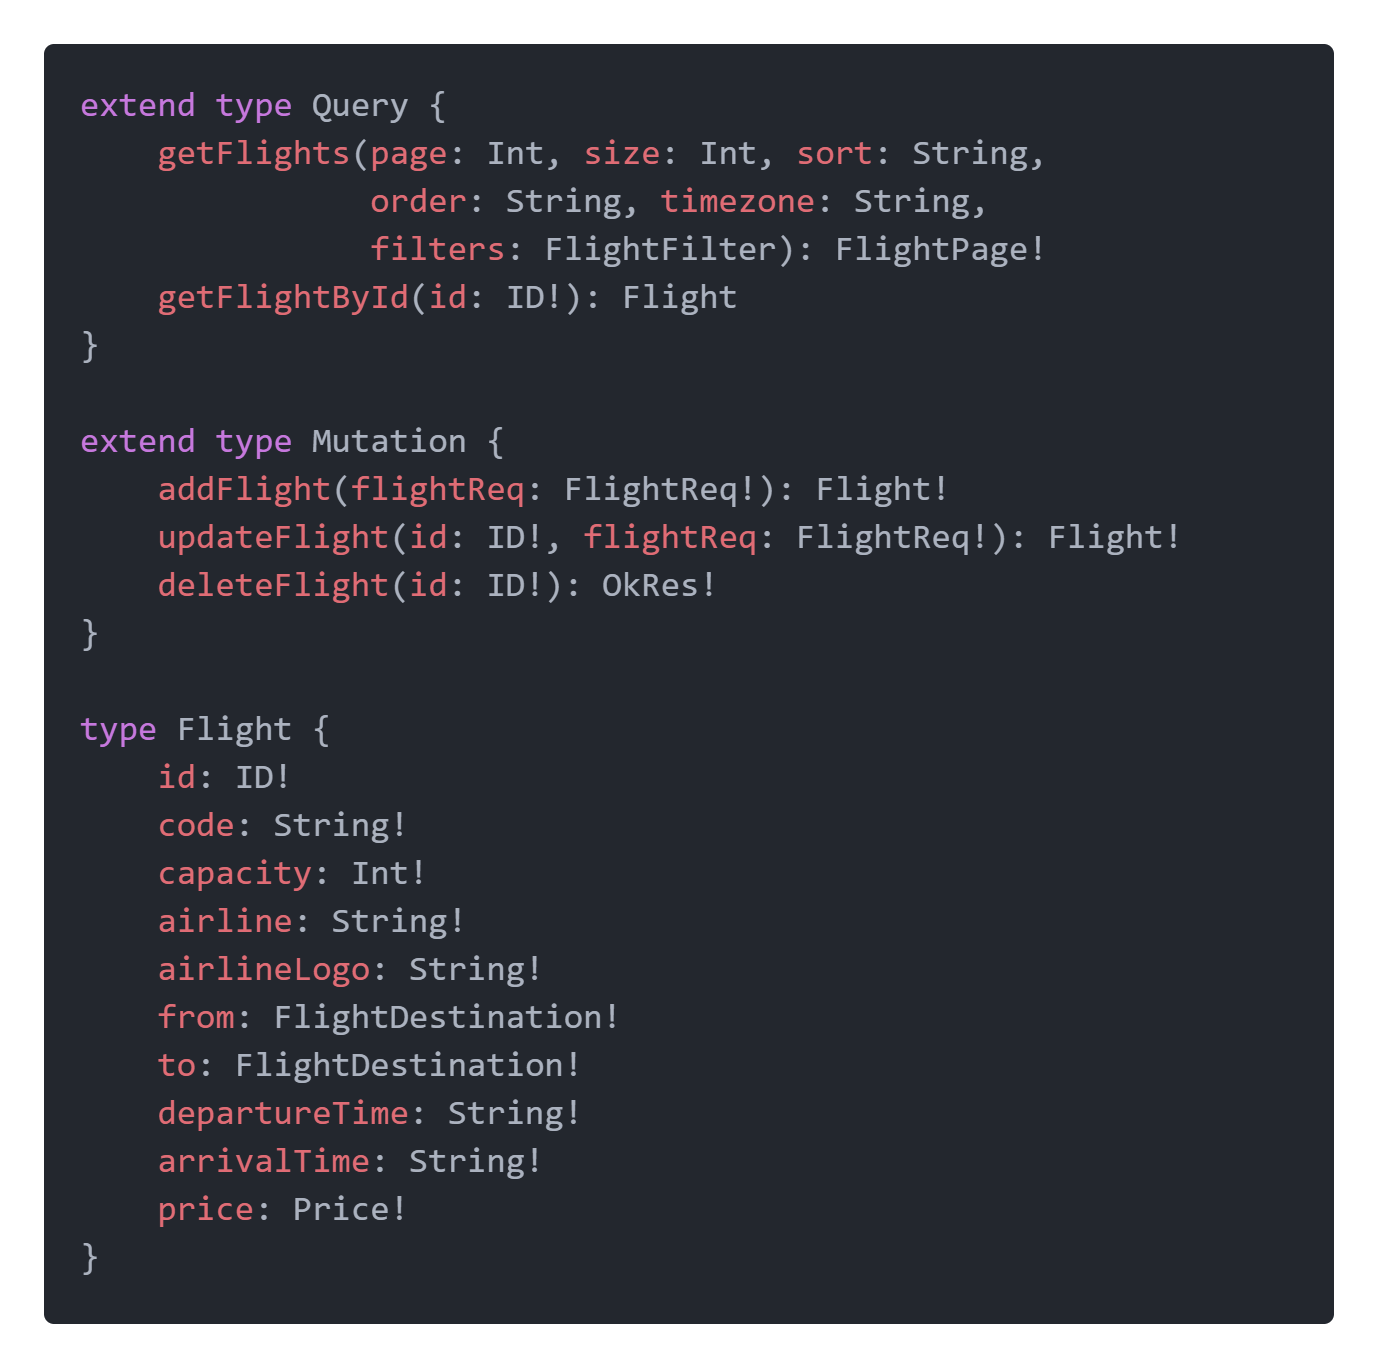 extend type Query {
    getFlights(page: Int, size: Int, sort: String,
               order: String, timezone: String,
               filters: FlightFilter): FlightPage!
    getFlightById(id: ID!): Flight
}

extend type Mutation {
    addFlight(flightReq: FlightReq!): Flight!
    updateFlight(id: ID!, flightReq: FlightReq!): Flight!
    deleteFlight(id: ID!): OkRes!
}

type Flight {
    id: ID!
    code: String!
    capacity: Int!
    airline: String!
    airlineLogo: String!
    from: FlightDestination!
    to: FlightDestination!
    departureTime: String!
    arrivalTime: String!
    price: Price!
}